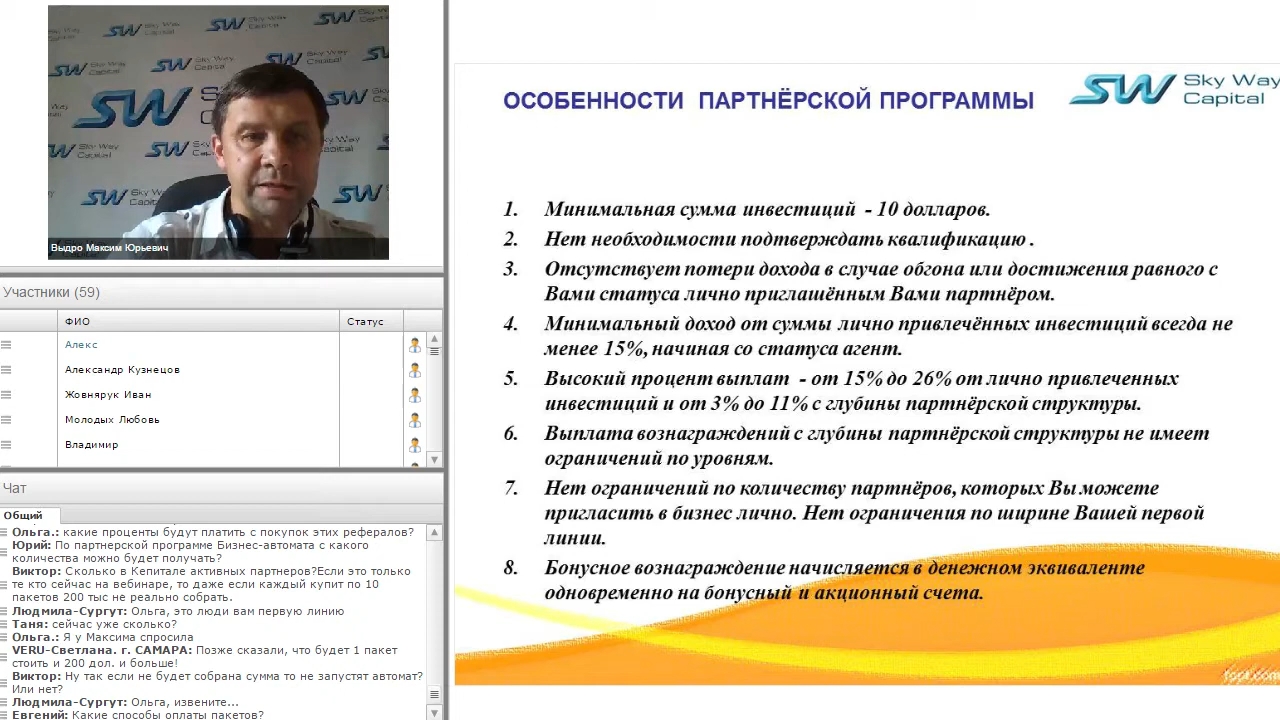 SW Sky Way Capital
Выдро Максим Юрьевич
Участники (59)
ФИО
Статус
Алекс
Александр Кузнецов
Жовнярук Иван
Молодых Любовь
Владимир
Чат
Общий
Ольга.: какие проценты будут платить с покупок этих рефералов?
Юрий: По партнерской программе Бизнес-автомата с какого
количества можно будет получать?
Виктор: Сколько в Кепитале активных партнеров?Если это только
те кто сейчас на вебинаре, то даже если каждый купит по 10
пакетов 200 тыс не реально собрать.
Людмила-Сургут: Ольга, это люди вам первую линию
Таня: сейчас уже сколько?
Ольга.: Я у Максима спросила
VERU-Светлана. г. САМАРА: Позже сказали, что будет 1 пакет
стоить и 200 дол. и больше!
Виктор: Ну так если не будет собрана сумма то не запустят автомат?
Или нет?
Людмила-Сургут: Ольга, извените...
Евгений: Какие способы оплаты пакетов?
ОСОБЕННОСТИ ПАРТНЁРСКОЙ ПРОГРАММЫ
SW Sky Way
Capital
1. Минимальная сумма инвестиций - 10 долларов.
2. Нет необходимости подтверждать квалификацию .
3. Отсутствует потери дохода в случае обгона или достижения равного с
Вами статуса лично приглашённым Вами партнёром.
4. Минимальный доход от суммы лично привлечённых инвестиций всегда не
менее 15%, начиная со статуса агент.
5. Высокий процент выплат - от 15% до 26% от лично привлеченных
инвестиций и от 3% до 11% с глубины партнёрской структуры.
6. Выплата вознаграждений с глубины партнёрской структуры не имеет
ограничений по уровням.
7. Нет ограничений по количеству партнёров, которых Вы можете
пригласить в бизнес лично. Нет ограничения по ширине Вашей первой
линии.
8. Бонусное вознаграждение начисляется в денежном эквиваленте
одновременно на бонусный и акционный счета.